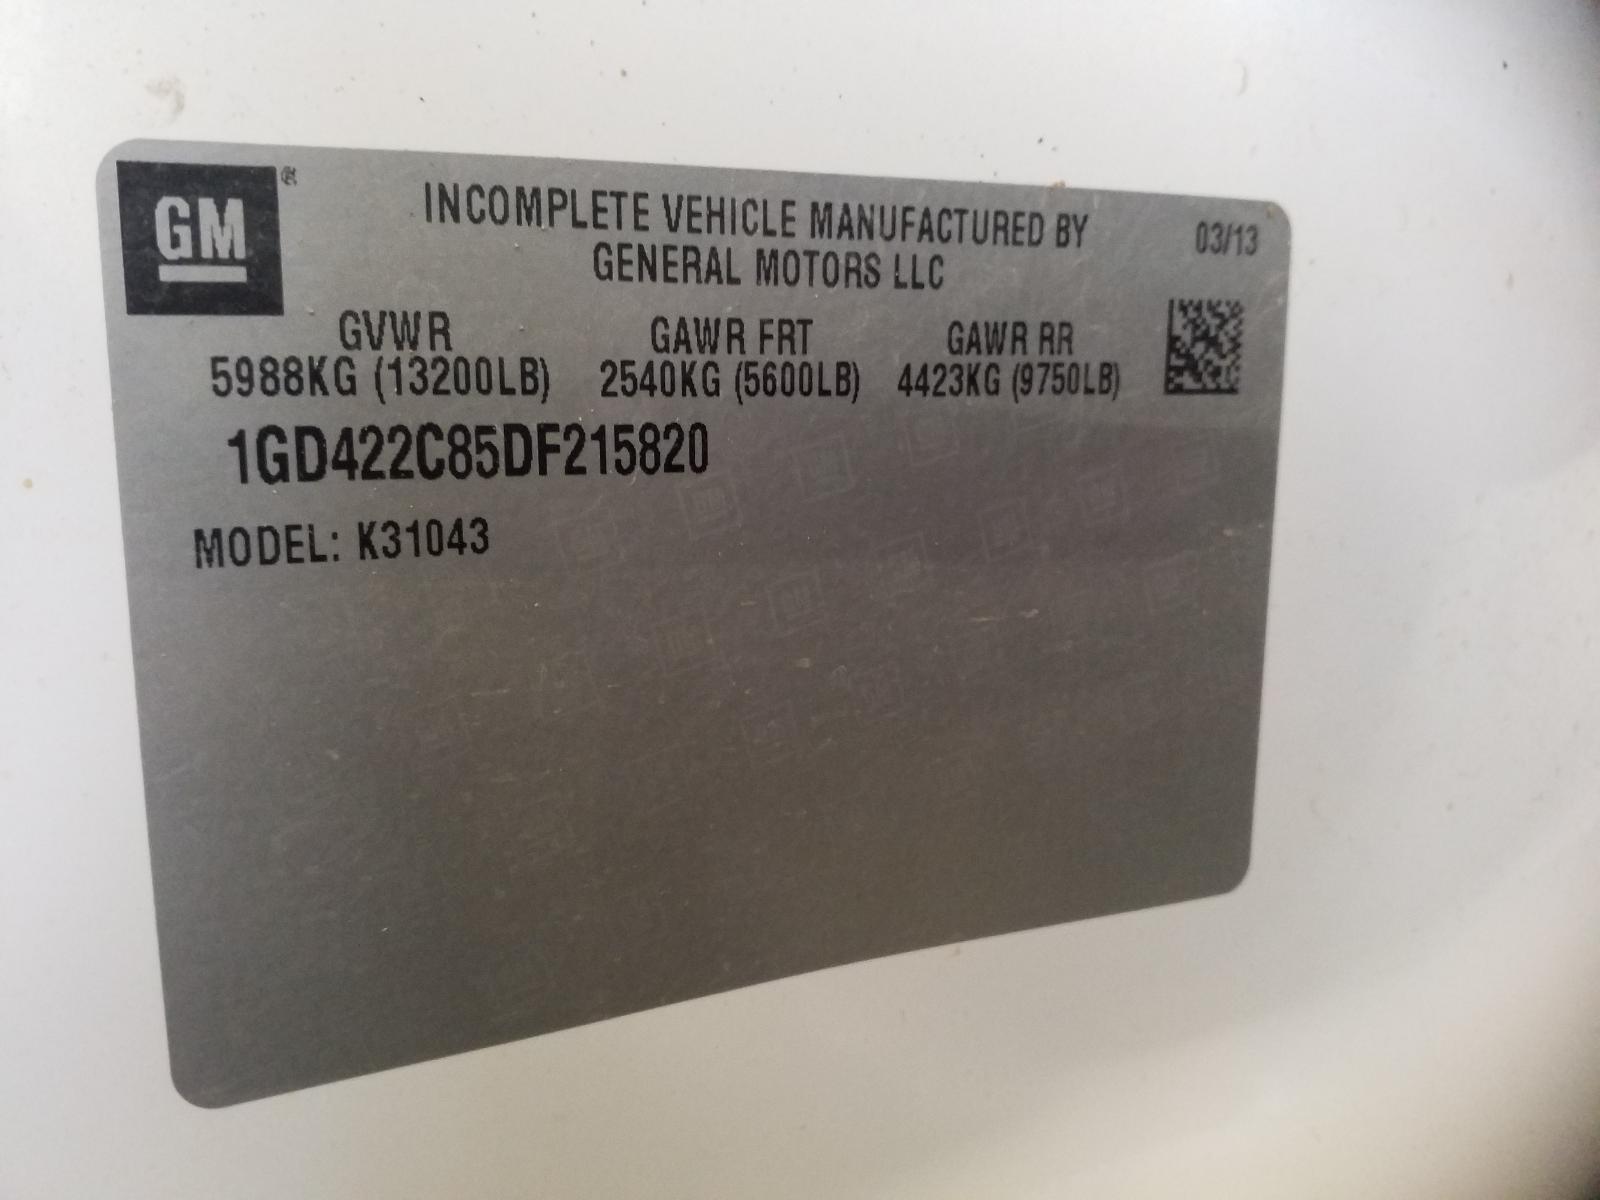 GM ®
INCOMPLETE VEHICLE MANUFACTURED BY
GENERAL MOTORS LLC
03/13
GVWR GAWR FRT GAWR RR
5988KG (13200LB) 2540KG (5600LB) 4423KG (9750LB)
1GD422C85DF215820
MODEL: K31043